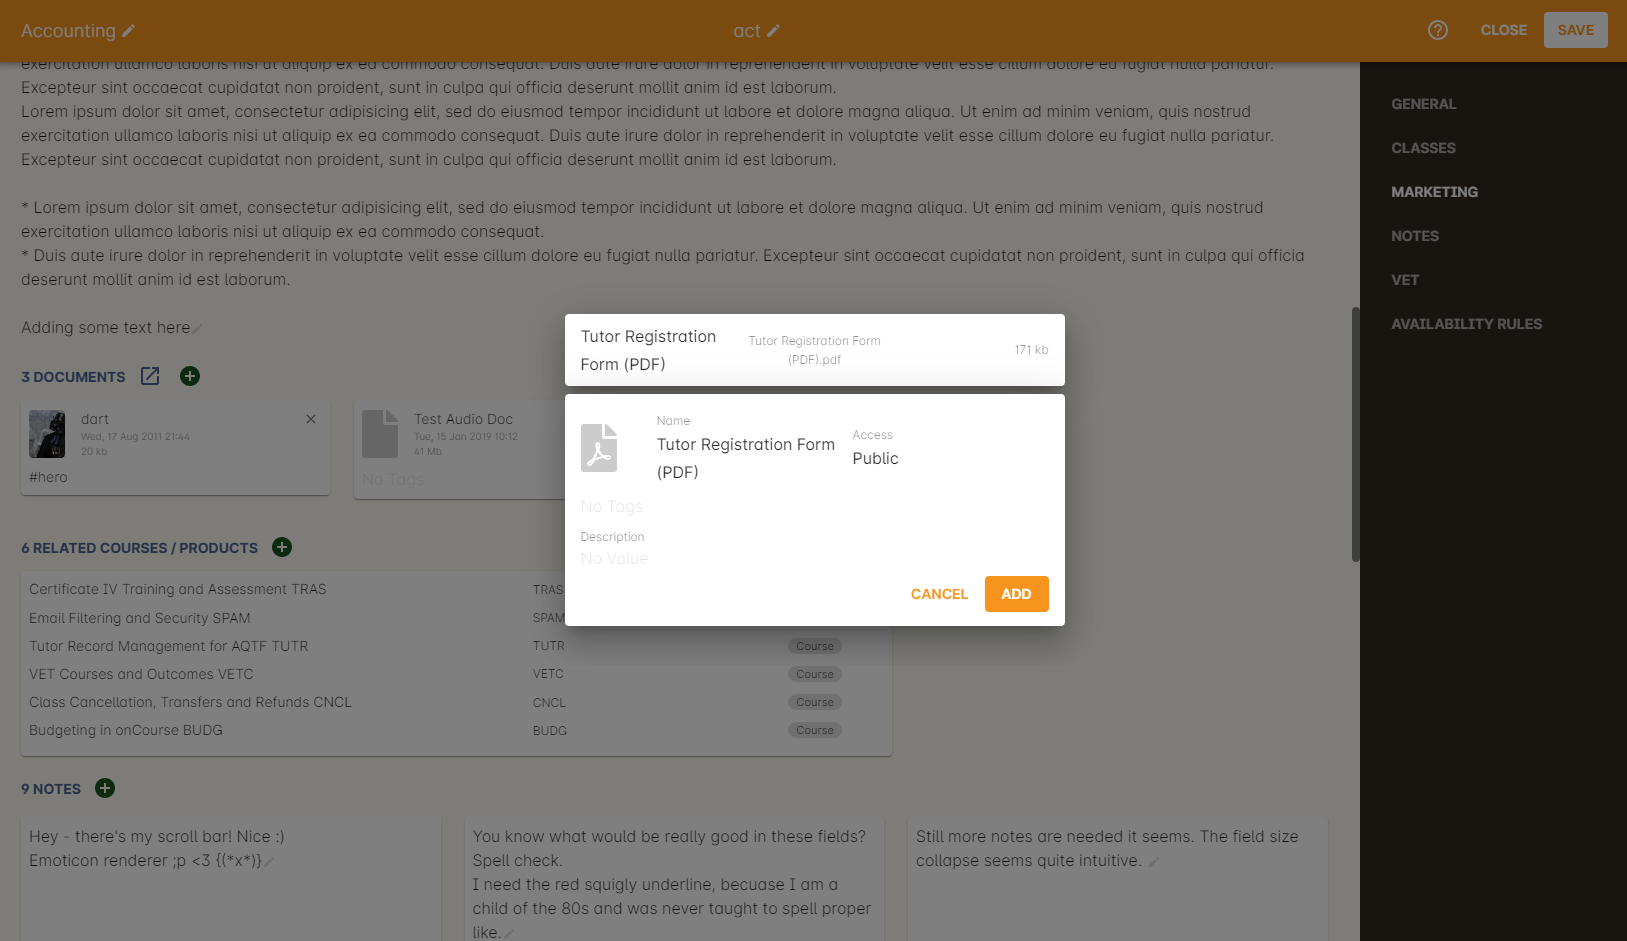 Accounting
act
CLOSE
SAVE
exercitation ullamco laboris nisi ut aliquip ex ea commodo consequat. Duis aute irure dolor in reprehenderit in voluptate velit esse cillum dolore eu fugiat nulla pariatur.
Excepteur sint occaecat cupidatat non proident, sunt in culpa qui officia deserunt mollit anim id est laborum.
Lorem ipsum dolor sit amet, consectetur adipisicing elit, sed do eiusmod tempor incididunt ut labore et dolore magna aliqua. Ut enim ad minim veniam, quis nostrud
exercitation ullamco laboris nisi ut aliquip ex ea commodo consequat. Duis aute irure dolor in reprehenderit in voluptate velit esse cillum dolore eu fugiat nulla pariatur.
Excepteur sint occaecat cupidatat non proident, sunt in culpa qui officia deserunt mollit anim id est laborum.
* Lorem ipsum dolor sit amet, consectetur adipisicing elit, sed do eiusmod tempor incididunt ut labore et dolore magna aliqua. Ut enim ad minim veniam, quis nostrud
exercitation ullamco laboris nisi ut aliquip ex ea commodo consequat.
* Duis aute irure dolor in reprehenderit in voluptate velit esse cillum dolore eu fugiat nulla pariatur. Excepteur sint occaecat cupidatat non proident, sunt in culpa qui officia
deserunt mollit anim id est laborum.
Adding some text here
3 DOCUMENTS
dart
Wed, 17 Aug 2011 21:44
20 kb
#hero
Test Audio Doc
Tue, 15 Jan 2019 10:12
41 Mb
No Tags
Tutor Registration
Form (PDF)
Tutor Registration Form
(PDF).pdf
171 kb
Name
Tutor Registration Form
(PDF)
Access
Public
No Tags
Description
No Value
CANCEL
ADD
6 RELATED COURSES / PRODUCTS
Certificate IV Training and Assessment TRAS TRAS
Email Filtering and Security SPAM SPAM
Tutor Record Management for AQTF TUTR TUTR Course
VET Courses and Outcomes VETC VETC Course
Class Cancellation, Transfers and Refunds CNCL CNCL Course
Budgeting in onCourse BUDG BUDG Course
9 NOTES
Hey - there's my scroll bar! Nice :)
Emoticon renderer ;p <3 {(*x*)}
You know what would be really good in these fields?
Spell check.
I need the red squigly underline, becuase I am a
child of the 80s and was never taught to spell proper
like.
Still more notes are needed it seems. The field size
collapse seems quite intuitive.
GENERAL
CLASSES
MARKETING
NOTES
VET
AVAILABILITY RULES